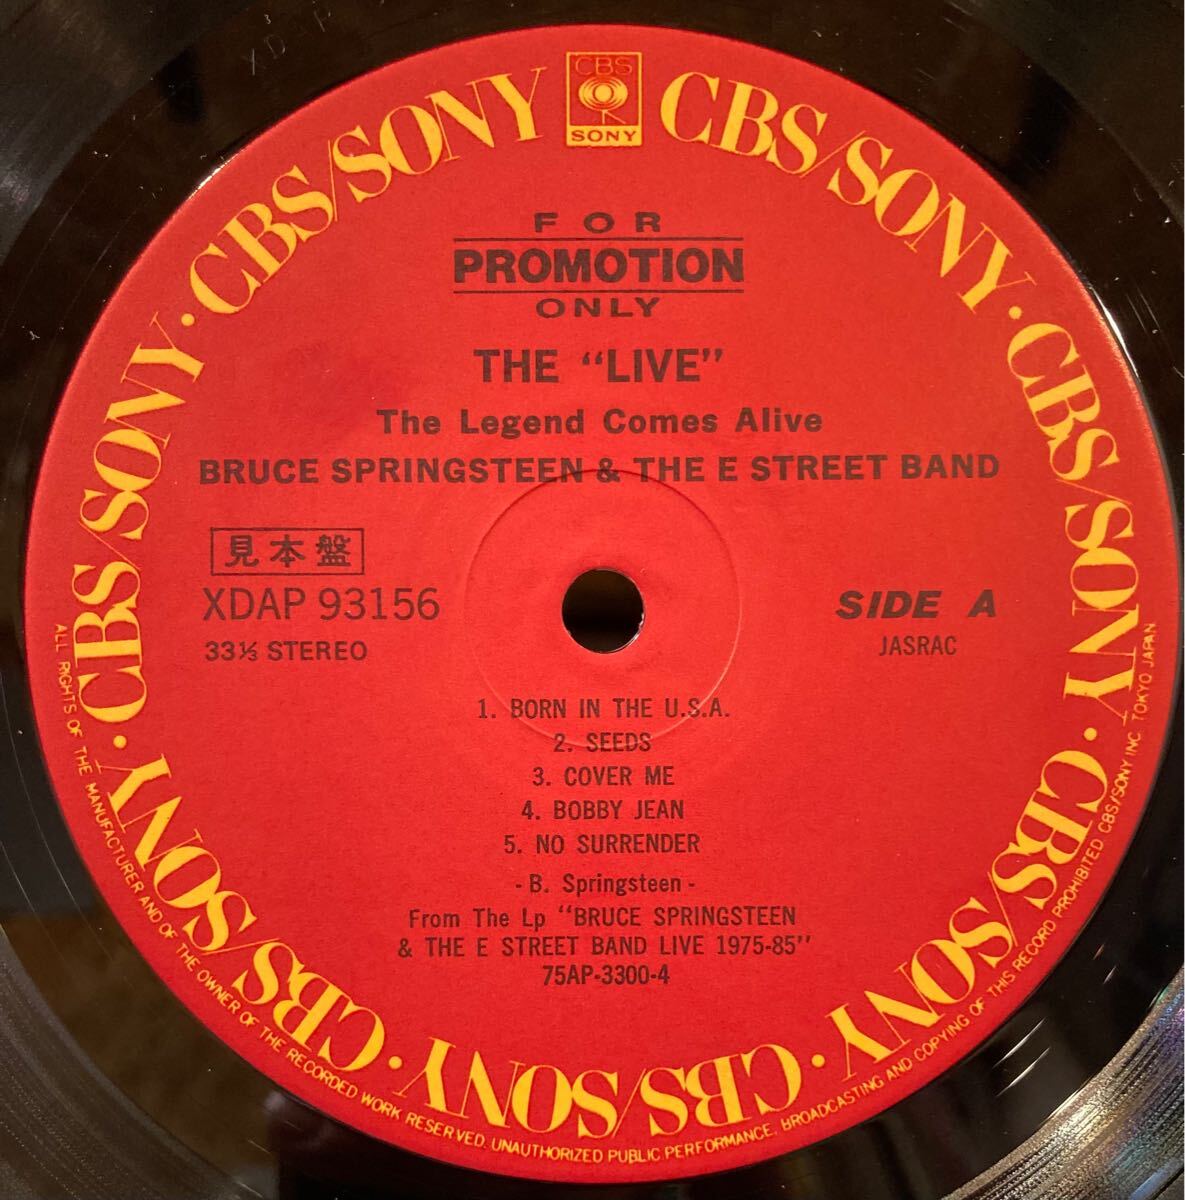 CBS
SONY
CBS/SONY · CBS/SONY · CBS/SONY · CBS/SONY · CBS/SONY · CBS/SONY · CBS/SONY · CBS/SONY
FOR
PROMOTION
ONLY
THE "LIVE"
The Legend Comes Alive
BRUCE SPRINGSTEEN & THE E STREET BAND
見本盤
XDAP 93156
33⅓ STEREO
SIDE A
JASRAC
1. BORN IN THE U.S.A.
2. SEEDS
3. COVER ME
4. BOBBY JEAN
5. NO SURRENDER
- B. Springsteen -
From The Lp "BRUCE SPRINGSTEEN
& THE E STREET BAND LIVE 1975-85"
75AP-3300-4
ALL RIGHTS OF THE MANUFACTURER AND OF THE OWNER OF THE RECORDED WORK RESERVED. UNAUTHORIZED PUBLIC PERFORMANCE, BROADCASTING AND COPYING OF THIS RECORD PROHIBITED CBS/SONY INC. TOKYO JAPAN